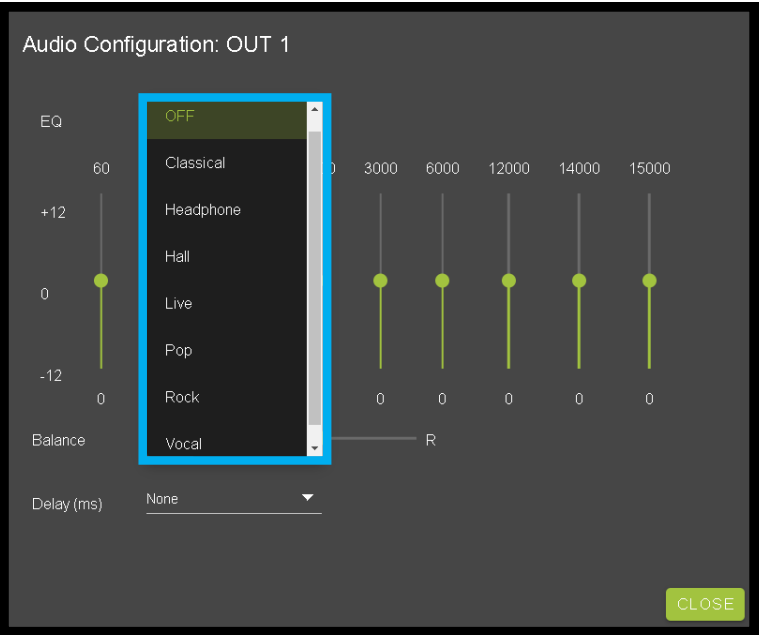 Audio Configuration: OUT 1
EQ
OFF
Classical
Headphone
Hall
Live
Pop
Rock
Vocal
60 3000 6000 12000 14000 15000
+12
0
-12
0 0 0 0 0 0
Balance R
Delay (ms) None
CLOSE